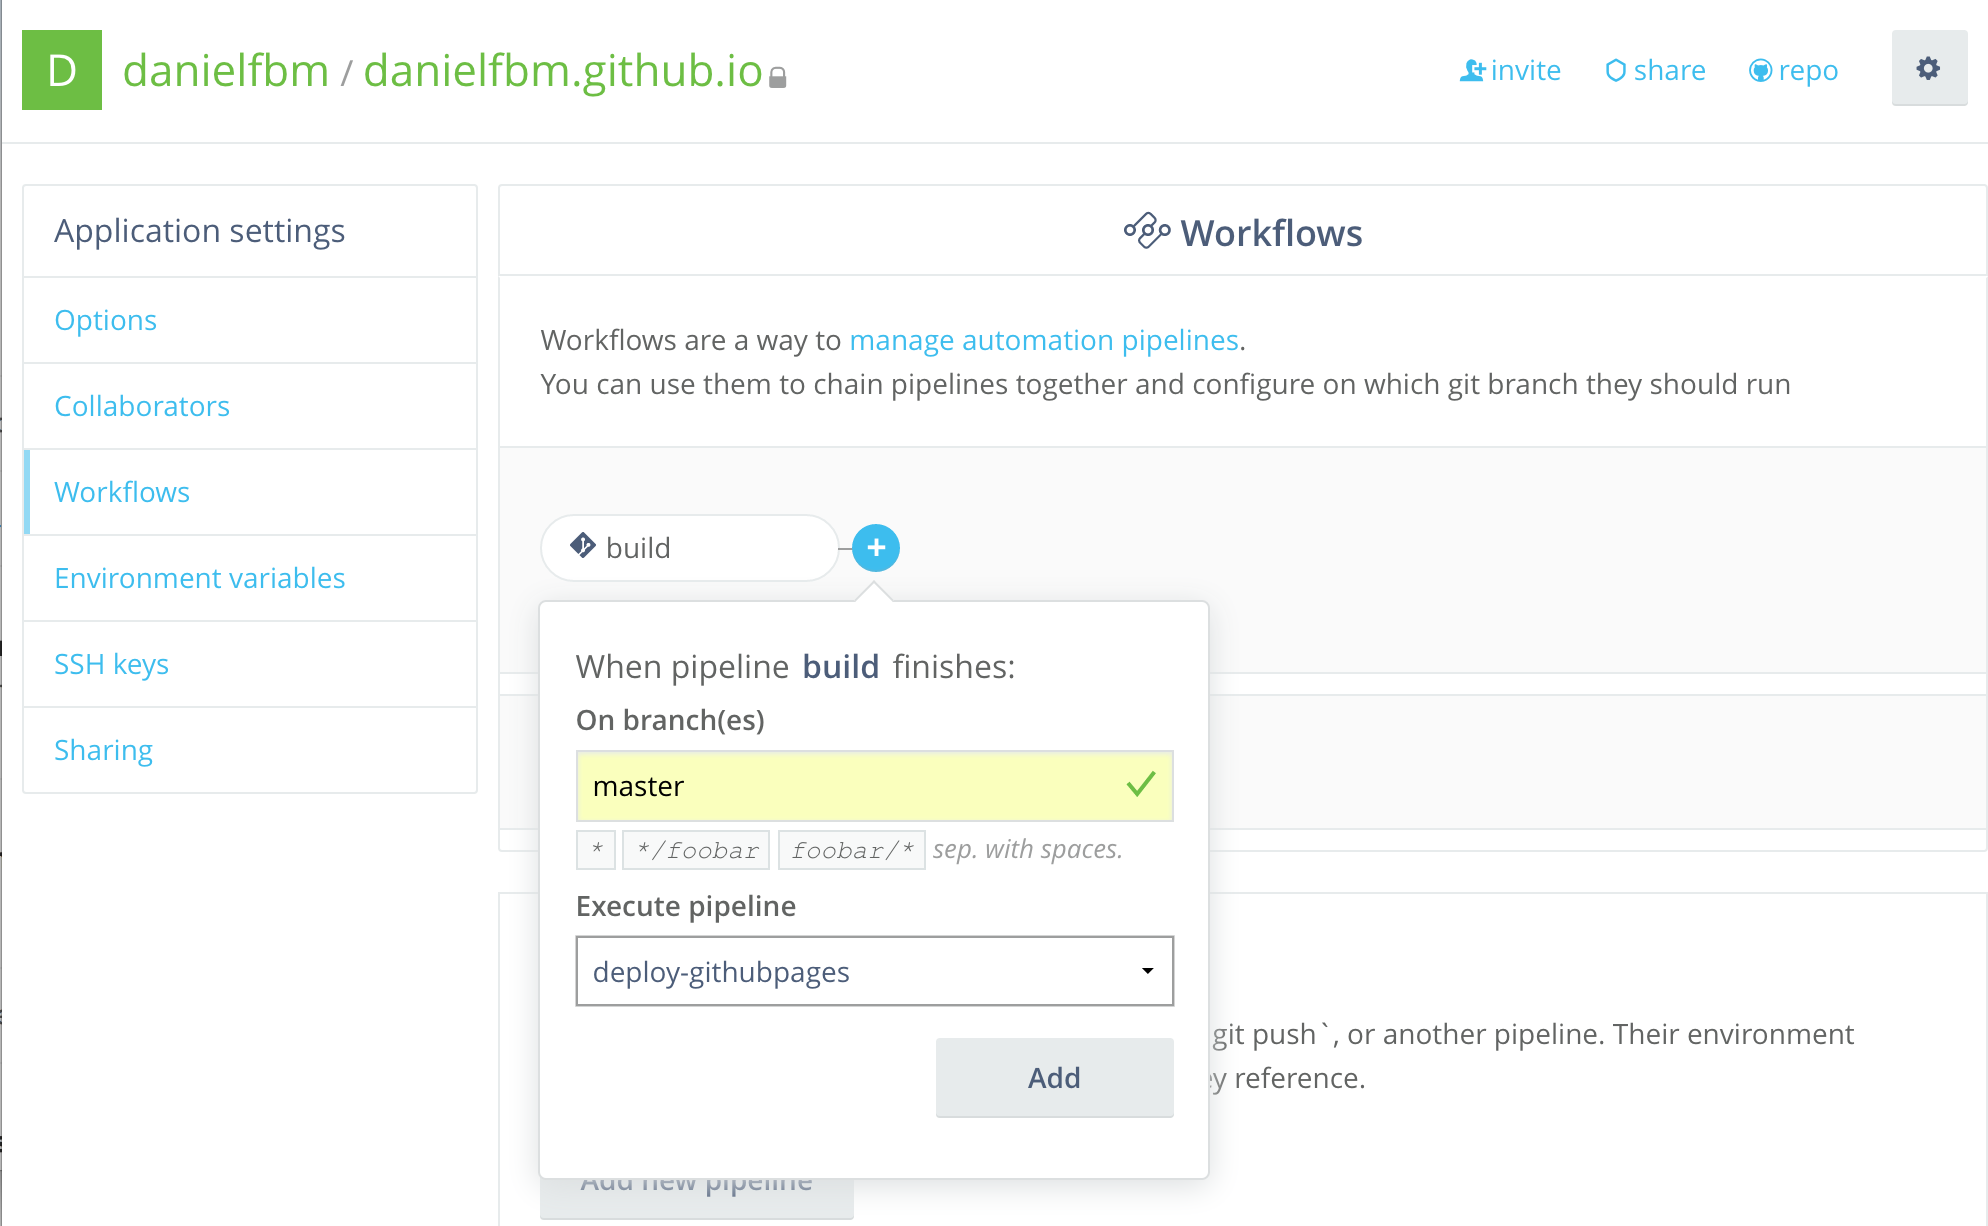 D danielfbm / danielfbm.github.io
invite share repo
Application settings
Options
Collaborators
Workflows
Environment variables
SSH keys
Sharing
Workflows
Workflows are a way to manage automation pipelines.
You can use them to chain pipelines together and configure on which git branch they should run
build
+
When pipeline build finishes:
On branch(es)
master
* */foobar foobar/* sep. with spaces.
Execute pipeline
deploy-githubpages
Add
git push`, or another pipeline. Their environment
reference.
Add new pipeline